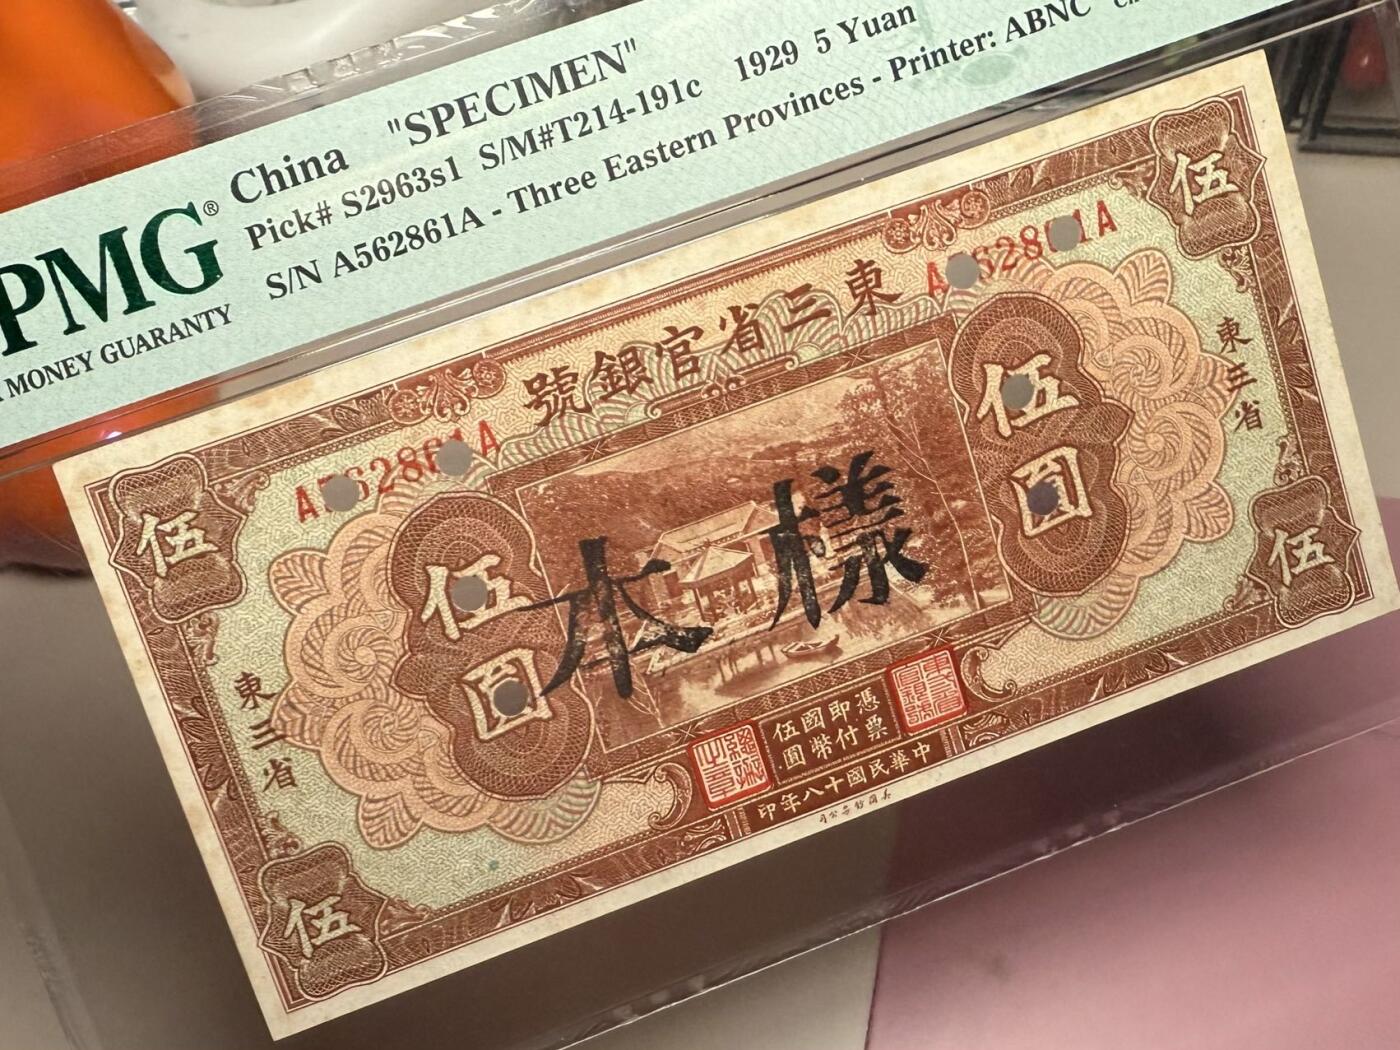 China "SPECIMEN"
Pick# S2963s1 S/M#T214-191c 1929 5 Yuan
S/N A562861A - Three Eastern Provinces - Printer: ABNC
PMG®
MONEY GUARANTY
號銀官省三東
A562861A
A562861A
伍
伍
伍圓
伍圓
樣本
東三省
東三省
憑票
即付
國幣
伍圓
印年八十國民華中
伍
伍